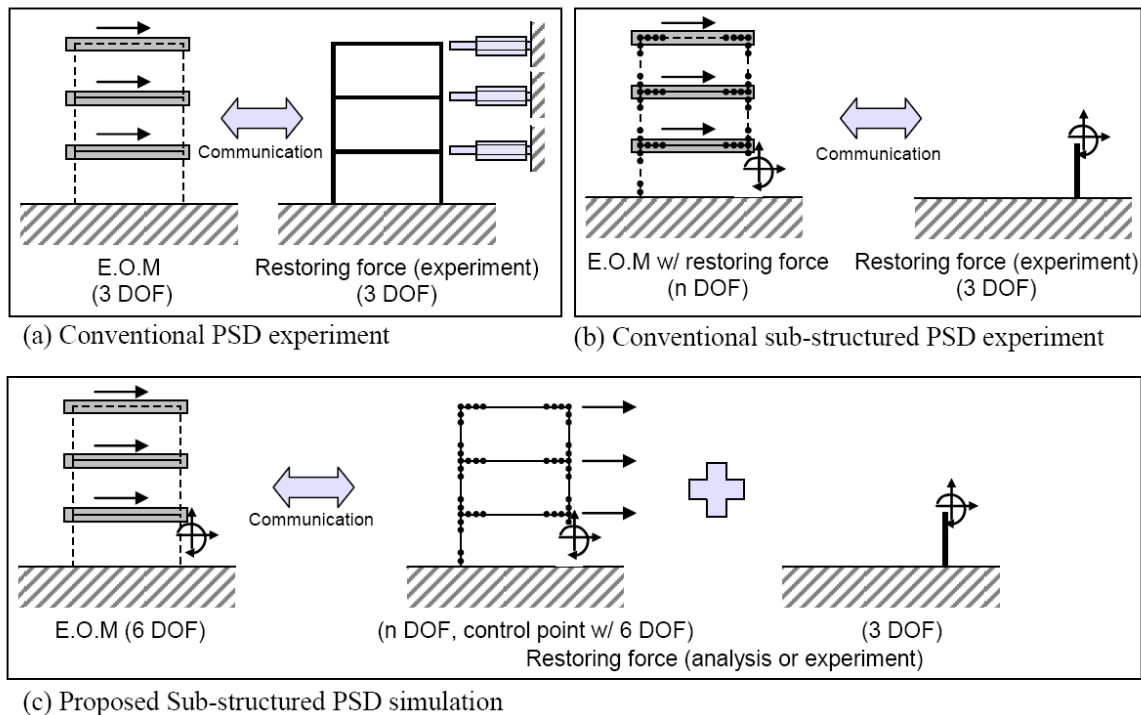 Communication
E.O.M
(3 DOF)
Restoring force (experiment)
(3 DOF)
(a) Conventional PSD experiment
Communication
E.O.M w/ restoring force
(n DOF)
Restoring force (experiment)
(3 DOF)
(b) Conventional sub-structured PSD experiment
Communication
E.O.M (6 DOF)
(n DOF, control point w/ 6 DOF)
(3 DOF)
Restoring force (analysis or experiment)
(c) Proposed Sub-structured PSD simulation